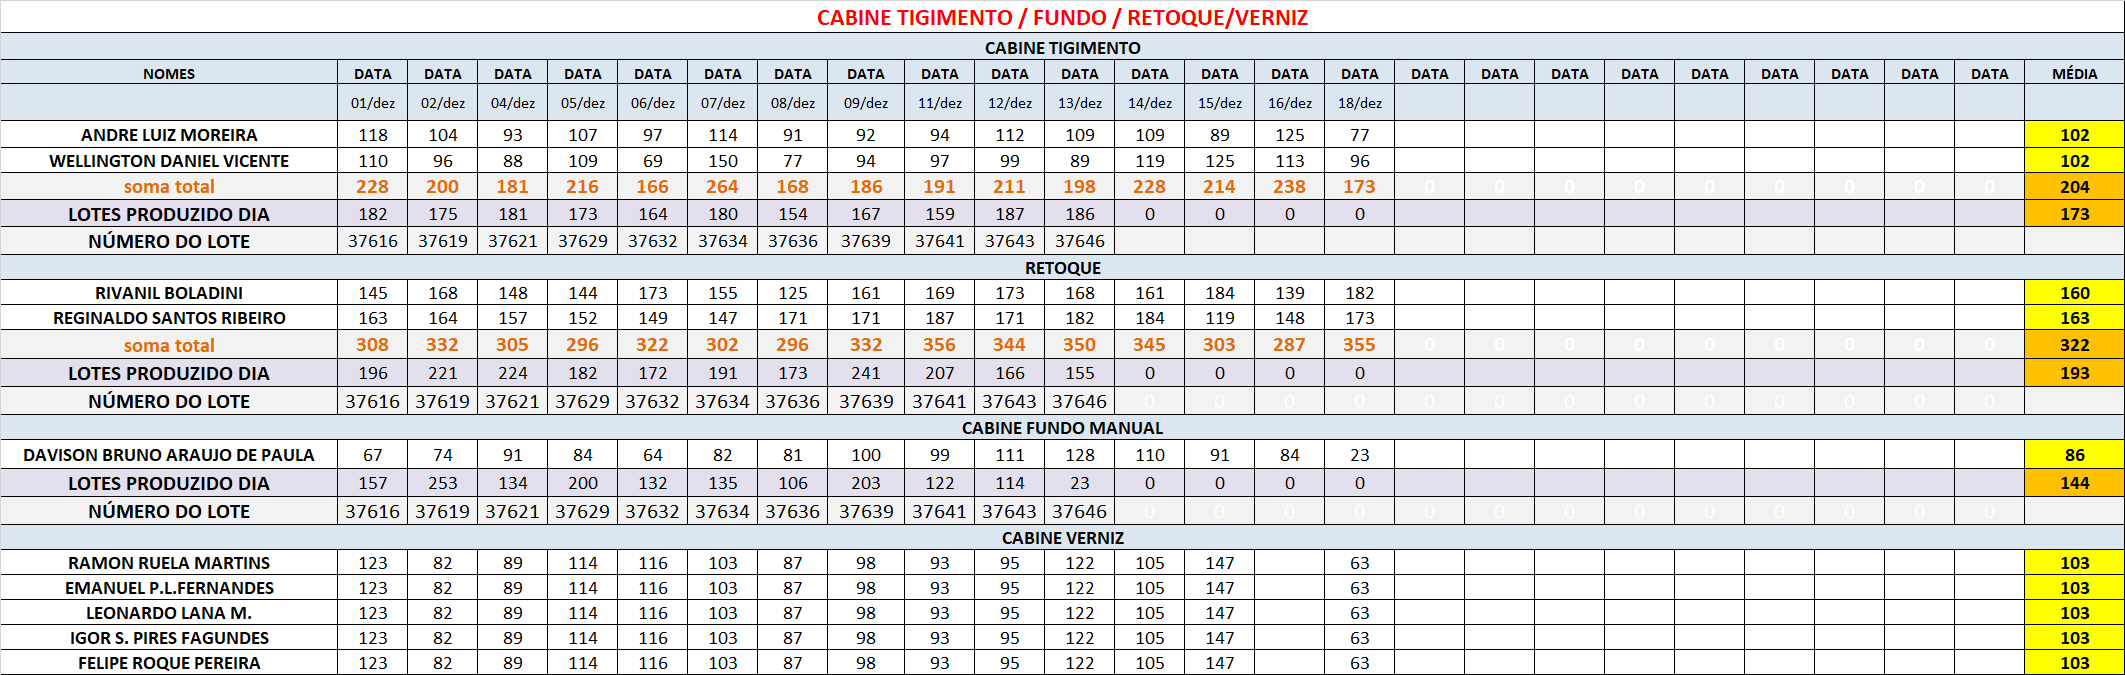 CABINE TIGIMENTO / FUNDO / RETOQUE/VERNIZ
CABINE TIGIMENTO
NOMES DATA DATA DATA DATA DATA DATA DATA DATA DATA DATA DATA DATA DATA DATA DATA DATA DATA DATA DATA DATA DATA DATA DATA DATA MÉDIA
01/dez 02/dez 04/dez 05/dez 06/dez 07/dez 08/dez 09/dez 11/dez 12/dez 13/dez 14/dez 15/dez 16/dez 18/dez
ANDRE LUIZ MOREIRA 118 104 93 107 97 114 91 92 94 112 109 109 89 125 77 102
WELLINGTON DANIEL VICENTE 110 96 88 109 69 150 77 94 97 99 89 119 125 113 96 102
soma total 228 200 181 216 166 264 168 186 191 211 198 228 214 238 173 0 0 0 0 0 0 0 0 0 204
LOTES PRODUZIDO DIA 182 175 181 173 164 180 154 167 159 187 186 0 0 0 0 173
NÚMERO DO LOTE 37616 37619 37621 37629 37632 37634 37636 37639 37641 37643 37646
RETOQUE
RIVANIL BOLADINI 145 168 148 144 173 155 125 161 169 173 168 161 184 139 182 160
REGINALDO SANTOS RIBEIRO 163 164 157 152 149 147 171 171 187 171 182 184 119 148 173 163
soma total 308 332 305 296 322 302 296 332 356 344 350 345 303 287 355 0 0 0 0 0 0 0 0 0 322
LOTES PRODUZIDO DIA 196 221 224 182 172 191 173 241 207 166 155 0 0 0 0 193
NÚMERO DO LOTE 37616 37619 37621 37629 37632 37634 37636 37639 37641 37643 37646 0 0 0 0 0 0 0 0 0 0 0 0 0
CABINE FUNDO MANUAL
DAVISON BRUNO ARAUJO DE PAULA 67 74 91 84 64 82 81 100 99 111 128 110 91 84 23 86
LOTES PRODUZIDO DIA 157 253 134 200 132 135 106 203 122 114 23 0 0 0 0 144
NÚMERO DO LOTE 37616 37619 37621 37629 37632 37634 37636 37639 37641 37643 37646 0 0 0 0 0 0 0 0 0 0 0 0 0
CABINE VERNIZ
RAMON RUELA MARTINS 123 82 89 114 116 103 87 98 93 95 122 105 147 63 103
EMANUEL P.L.FERNANDES 123 82 89 114 116 103 87 98 93 95 122 105 147 63 103
LEONARDO LANA M. 123 82 89 114 116 103 87 98 93 95 122 105 147 63 103
IGOR S. PIRES FAGUNDES 123 82 89 114 116 103 87 98 93 95 122 105 147 63 103
FELIPE ROQUE PEREIRA 123 82 89 114 116 103 87 98 93 95 122 105 147 63 103